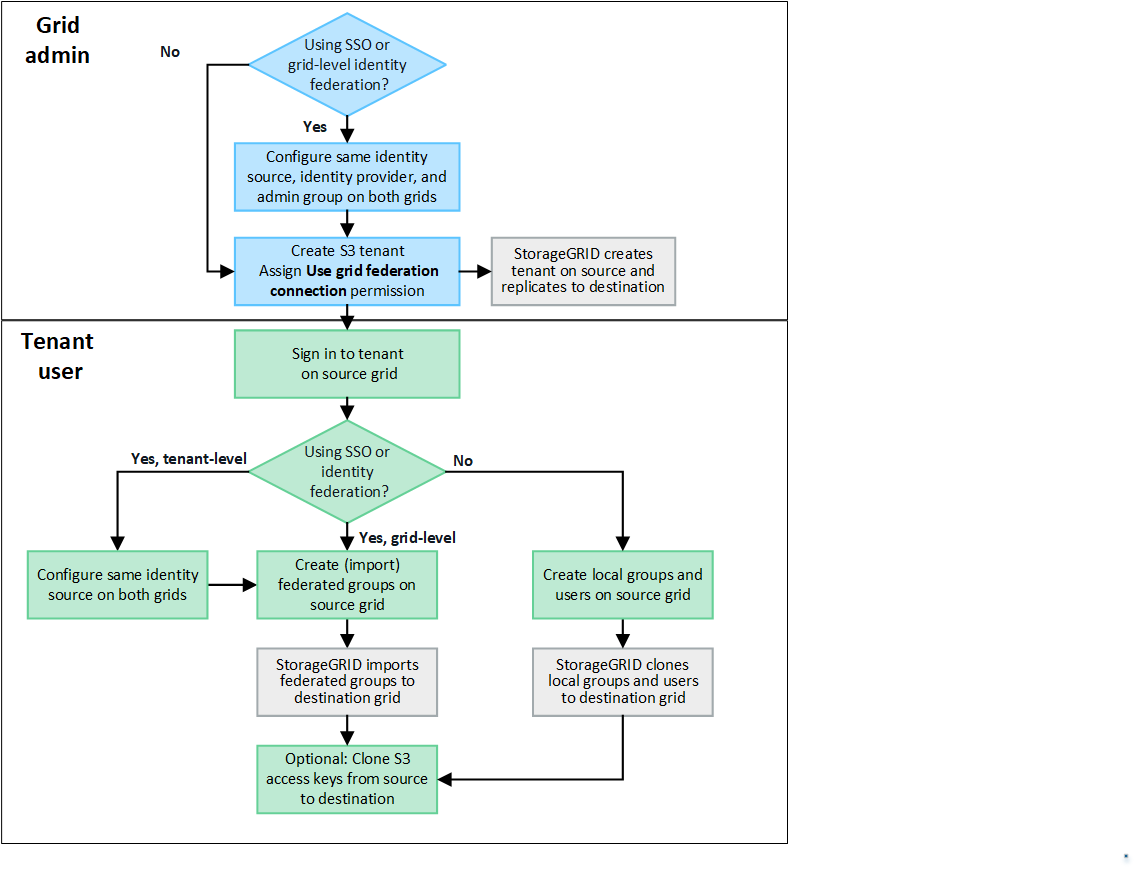 Grid
admin
No
Using SSO or
grid-level identity
federation?
Yes
Configure same identity
source, identity provider, and
admin group on both grids
Create S3 tenant
Assign Use grid federation
connection permission
StorageGRID creates
tenant on source and
replicates to destination
Tenant
user
Sign in to tenant
on source grid
Using SSO or
identity
federation?
Yes, tenant-level
No
Yes, grid-level
Configure same identity
source on both grids
Create (import)
federated groups on
source grid
Create local groups and
users on source grid
StorageGRID imports
federated groups to
destination grid
StorageGRID clones
local groups and users
to destination grid
Optional: Clone S3
access keys from source
to destination